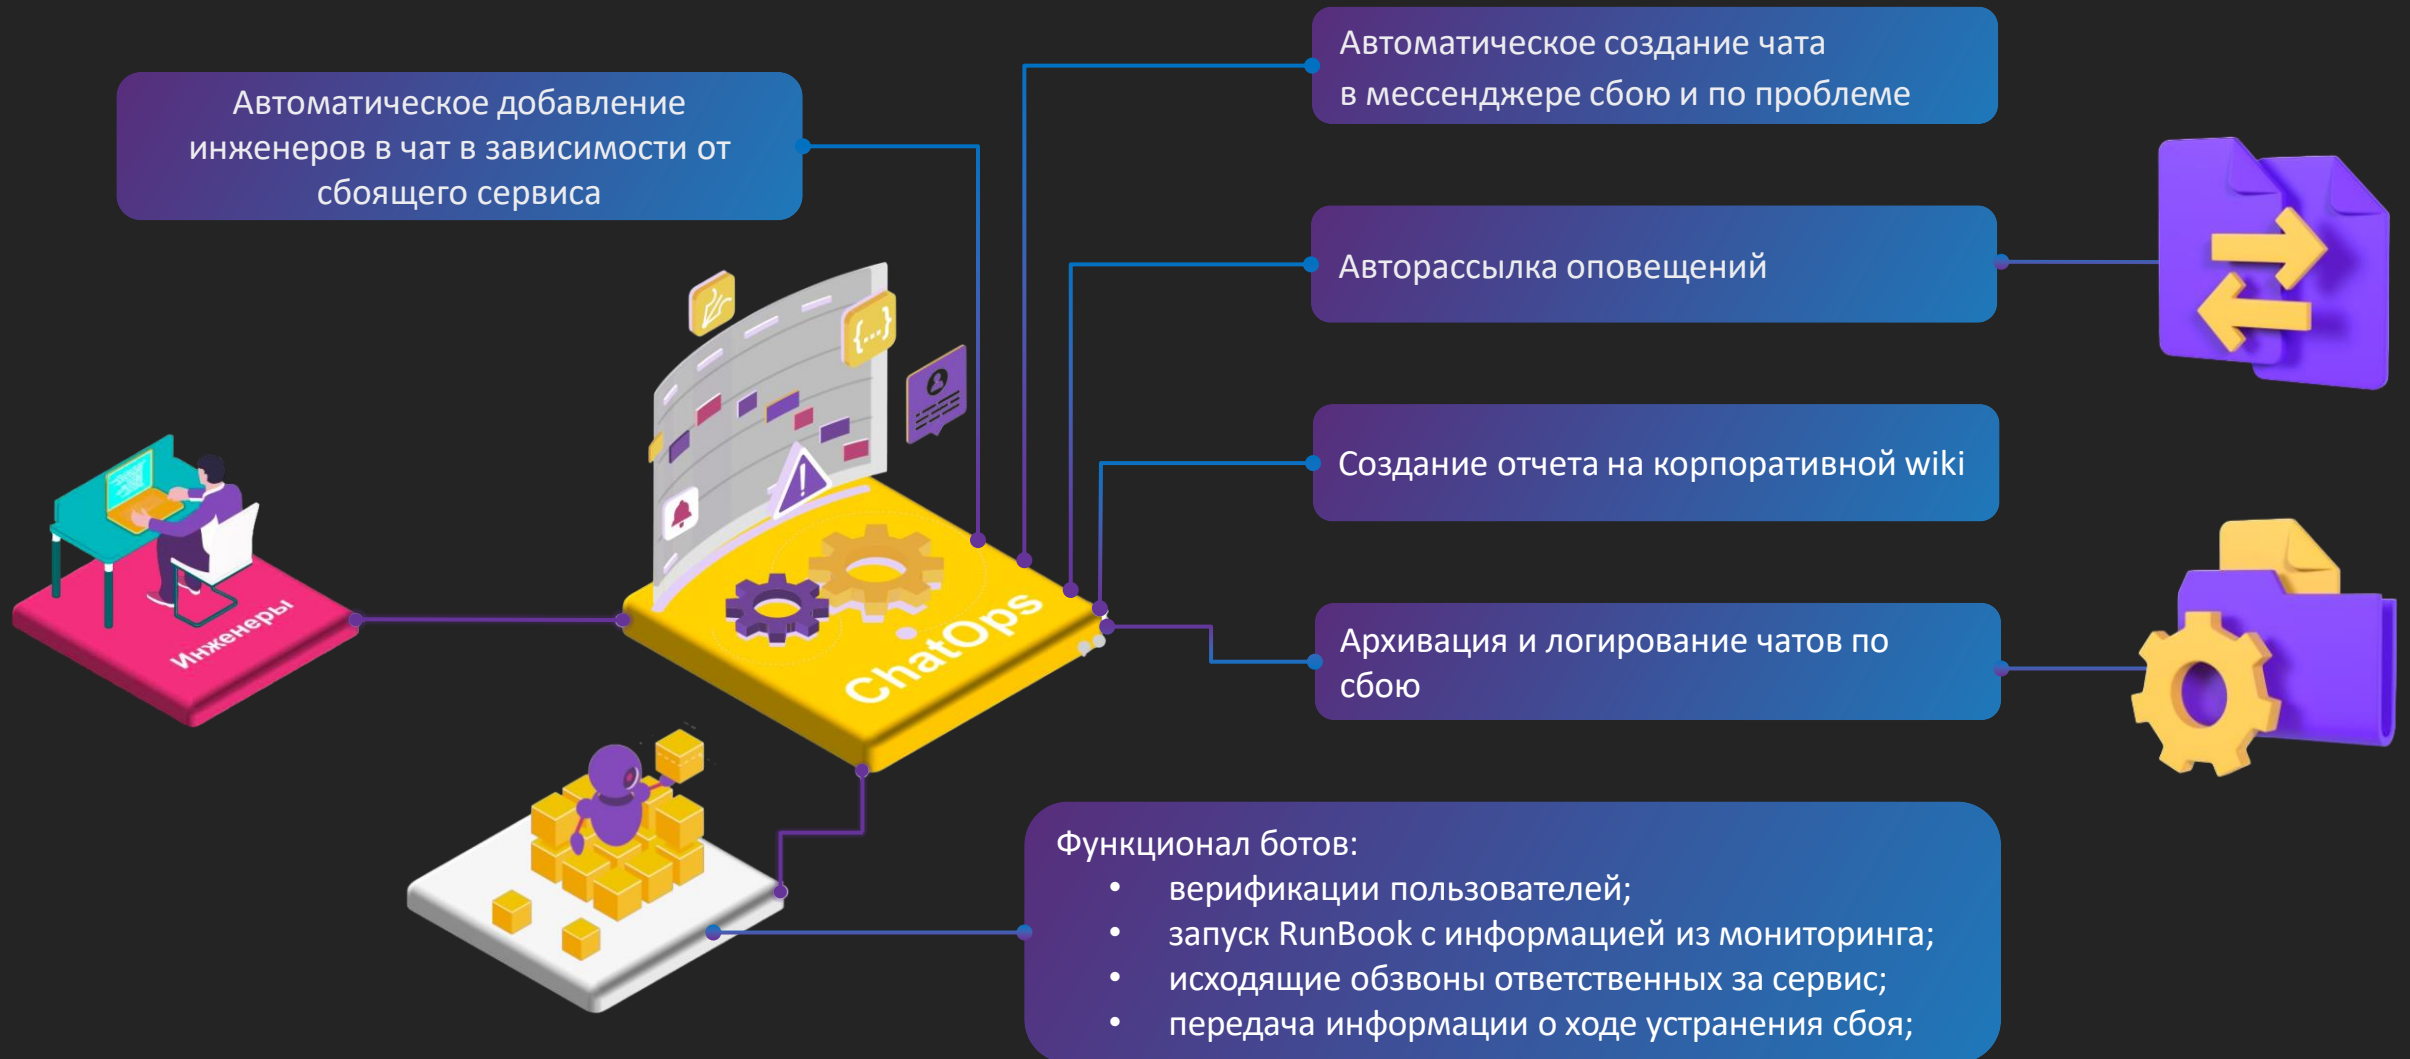 Автоматическое добавление
инженеров в чат в зависимости от
сбоящего сервиса
Автоматическое создание чата
в мессенджере сбою и по проблеме
Авторассылка оповещений
Создание отчета на корпоративной wiki
Архивация и логирование чатов по
сбою
{...}
Инженеры
ChatOps
Функционал ботов:
• верификации пользователей;
• запуск RunBook с информацией из мониторинга;
• исходящие обзвоны ответственных за сервис;
• передача информации о ходе устранения сбоя;